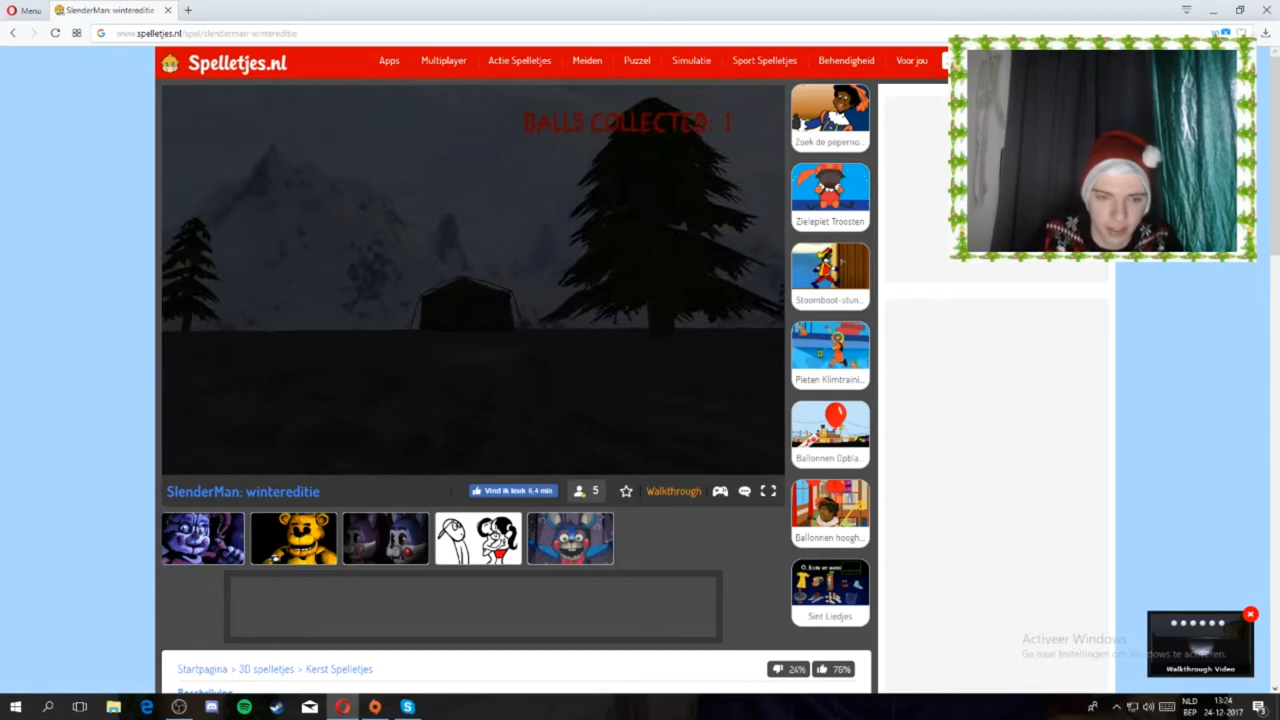 Menu
SlenderMan: wintereditie
www.spelletjes.nl/spel/slenderman-wintereditie
Spelletjes.nl
Apps Multiplayer Actie Spelletjes Meiden Puzzel Simulatie Sport Spelletjes Behendigheid Voor jou
BALLS COLLECTED: 1
Zoek de peperno...
Zielepiet Troosten
Stoomboot-stun...
Pieten Klimtraini...
Ballonnen Opbla...
Ballonnen hoogh...
Sint Liedjes
SlenderMan: wintereditie
Vind ik leuk 6,4 min
5
Walkthrough
Startpagina > 3D spelletjes > Kerst Spelletjes
24%
76%
Beschrijving
Activeer Windows
Ga naar Instellingen om Windows te activeren.
Walkthrough Video
NLD
BEP
13:24
24-12-2017
3